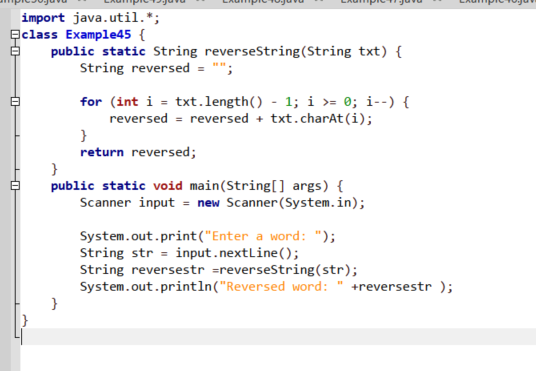 import java.util.*;
class Example45 {
    public static String reverseString(String txt) {
        String reversed = "";

        for (int i = txt.length() - 1; i >= 0; i--) {
            reversed = reversed + txt.charAt(i);
        }
        return reversed;
    }
    public static void main(String[] args) {
        Scanner input = new Scanner(System.in);

        System.out.print("Enter a word: ");
        String str = input.nextLine();
        String reversestr =reverseString(str);
        System.out.println("Reversed word: " +reversestr );
    }
}